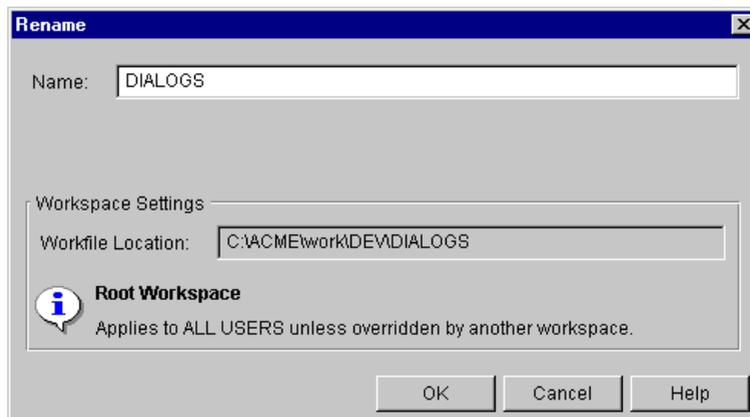 Rename
Name: DIALOGS
Workspace Settings
Workfile Location: C:\ACME\work\DEV\DIALOGS
Root Workspace
Applies to ALL USERS unless overridden by another workspace.
OK Cancel Help